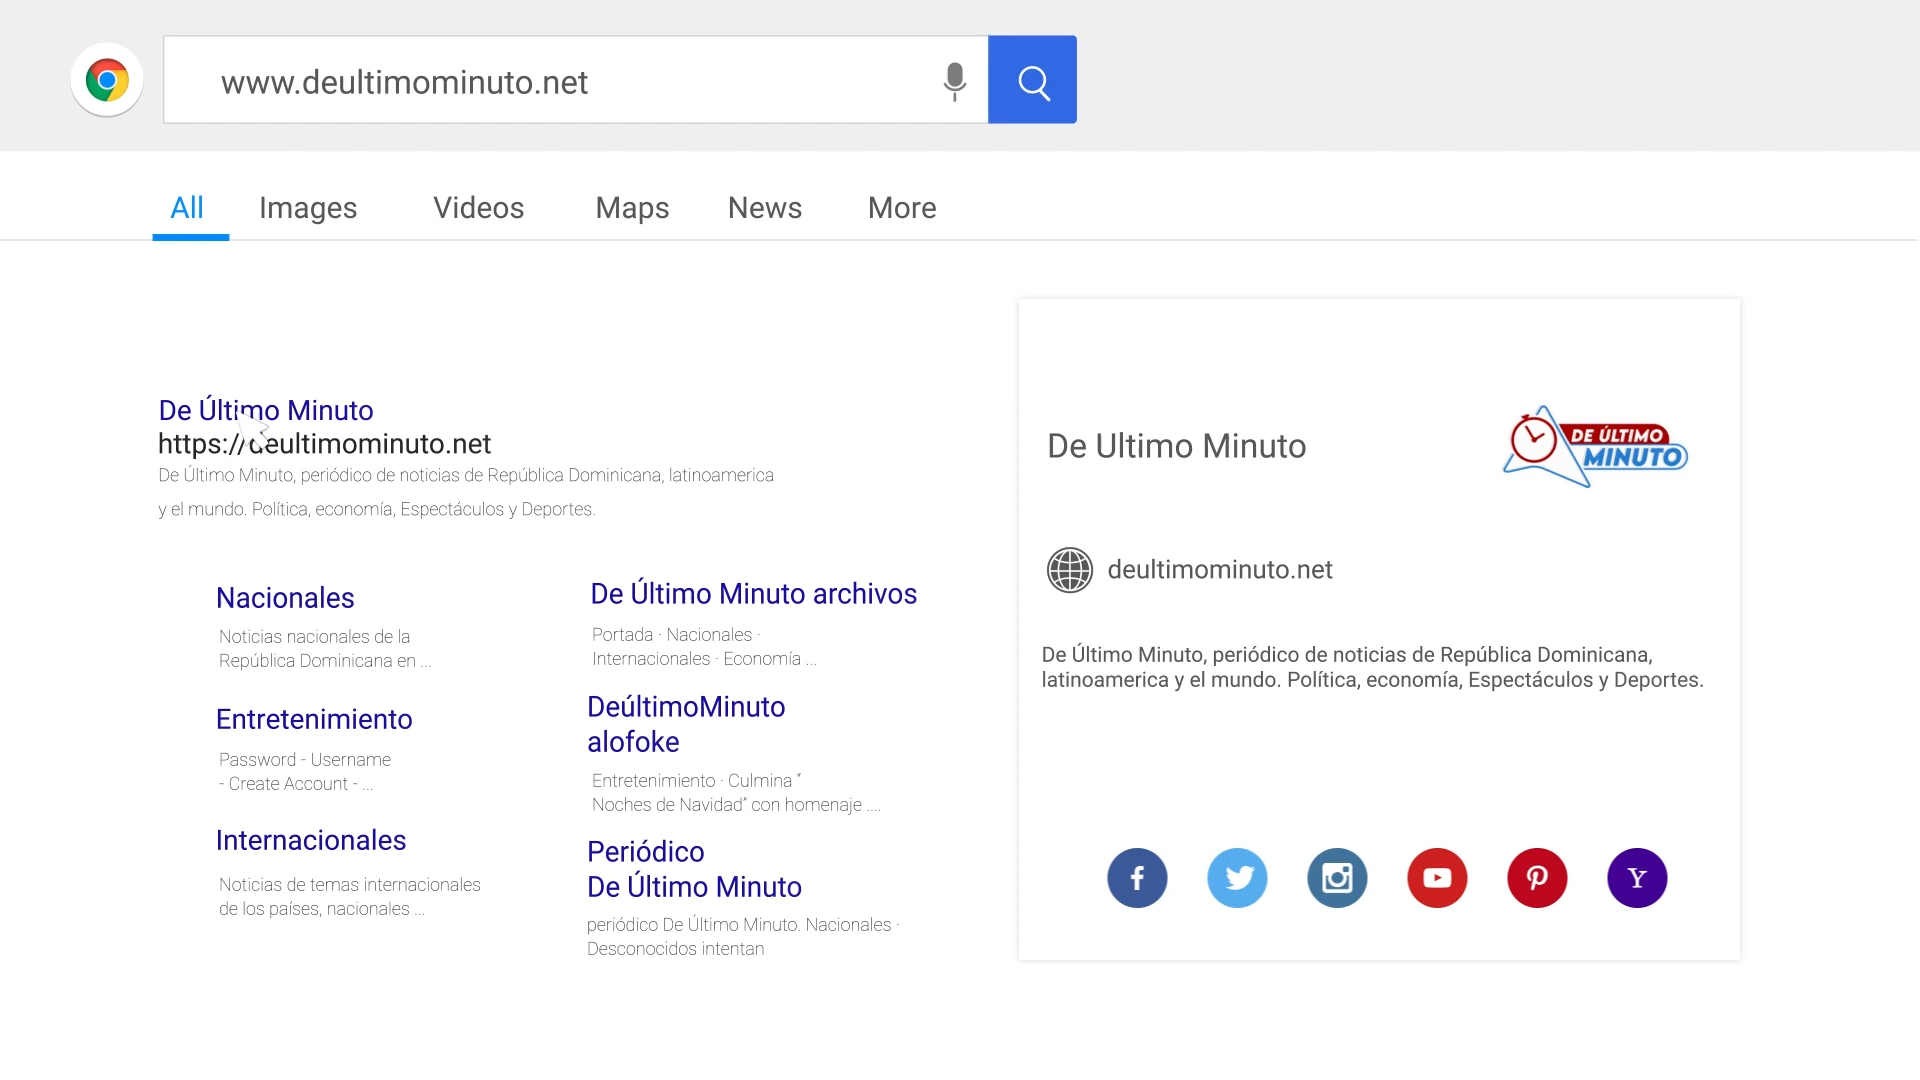 www.deultimominuto.net
All Images Videos Maps News More
De Último Minuto
https://deultimominuto.net
De Último Minuto, periódico de noticias de República Dominicana, latinoamerica
y el mundo. Política, economía, Espectáculos y Deportes.
Nacionales
Noticias nacionales de la
República Dominicana en ...
Entretenimiento
Password - Username
- Create Account - ...
Internacionales
Noticias de temas internacionales
de los países, nacionales ...
De Último Minuto archivos
Portada · Nacionales ·
Internacionales · Economía ...
DeúltimoMinuto
alofoke
Entretenimiento · Culmina “
Noches de Navidad” con homenaje ....
Periódico
De Último Minuto
periódico De Último Minuto. Nacionales ·
Desconocidos intentan
De Ultimo Minuto
DE ÚLTIMO
MINUTO
deultimominuto.net
De Último Minuto, periódico de noticias de República Dominicana,
latinoamerica y el mundo. Política, economía, Espectáculos y Deportes.